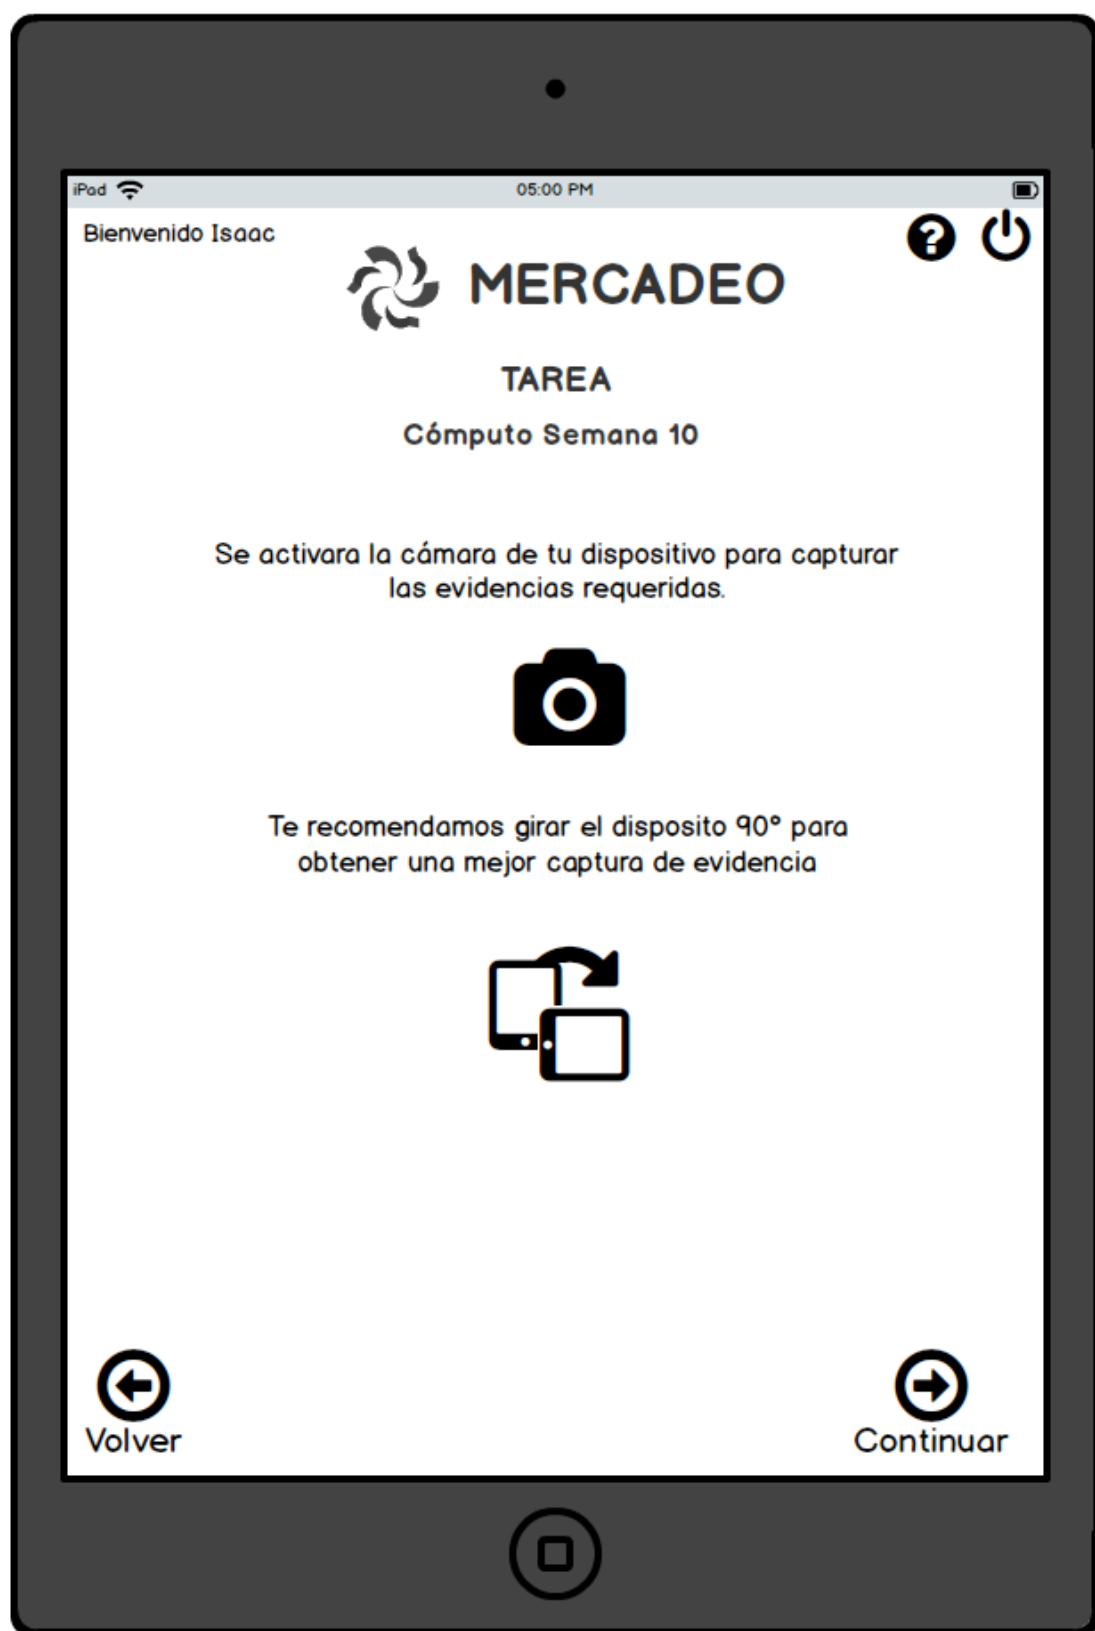 iPad
05:00 PM
Bienvenido Isaac
?
MERCADEO
TAREA
Cómputo Semana 10
Se activara la cámara de tu dispositivo para capturar
las evidencias requeridas.
Te recomendamos girar el disposito 90° para
obtener una mejor captura de evidencia
Volver
Continuar